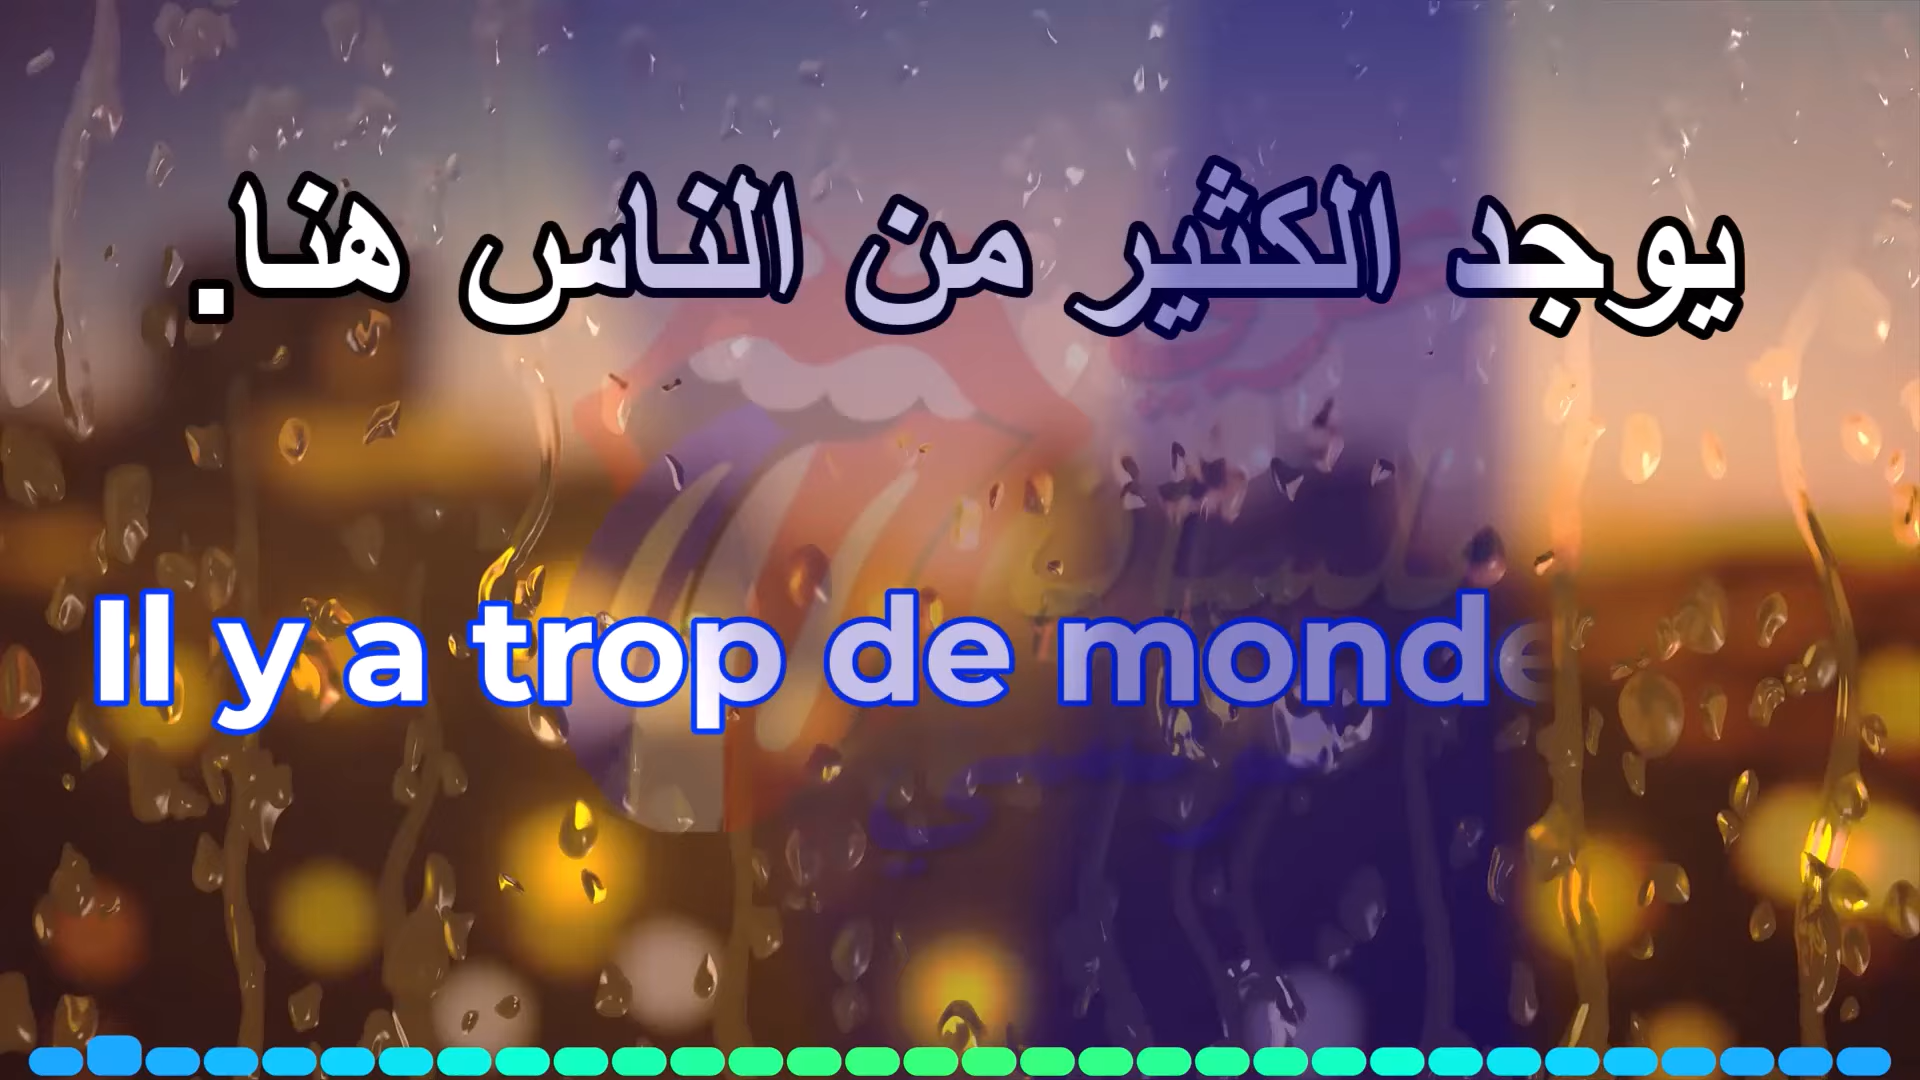 يوجد الكثير من الناس هنا.
Il y a trop de monde